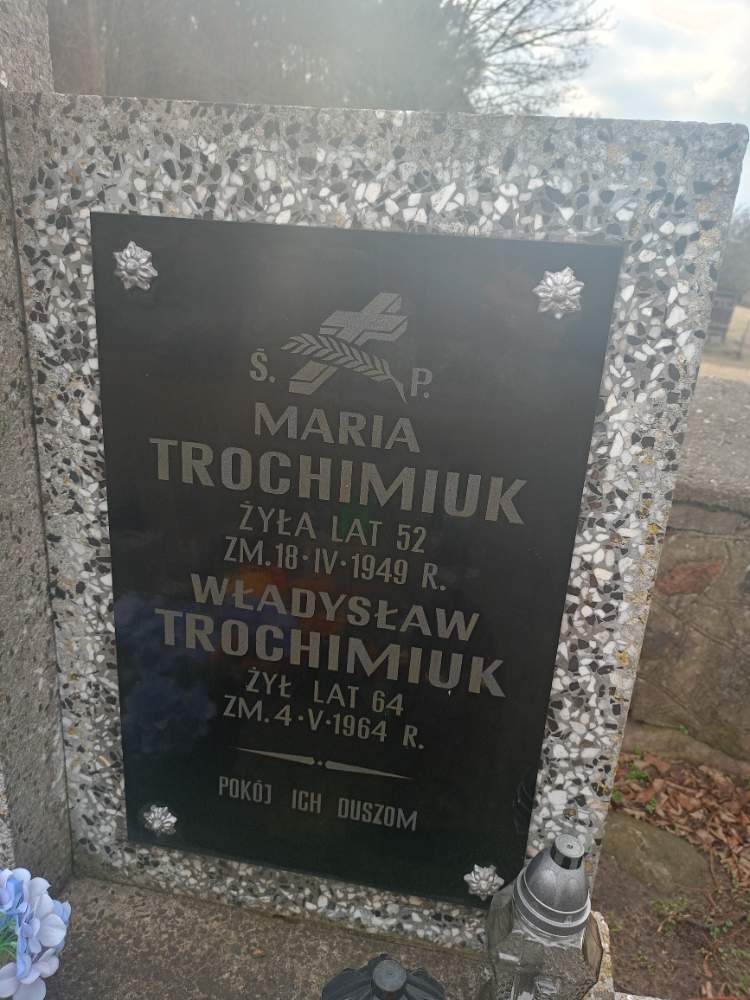 Ś. P.
MARIA
TROCHIMIUK
ŻYŁA LAT 52
ZM. 18·IV·1949 R.
WŁADYSŁAW
TROCHIMIUK
ŻYŁ LAT 64
ZM. 4·V·1964 R.
POKÓJ ICH DUSZOM